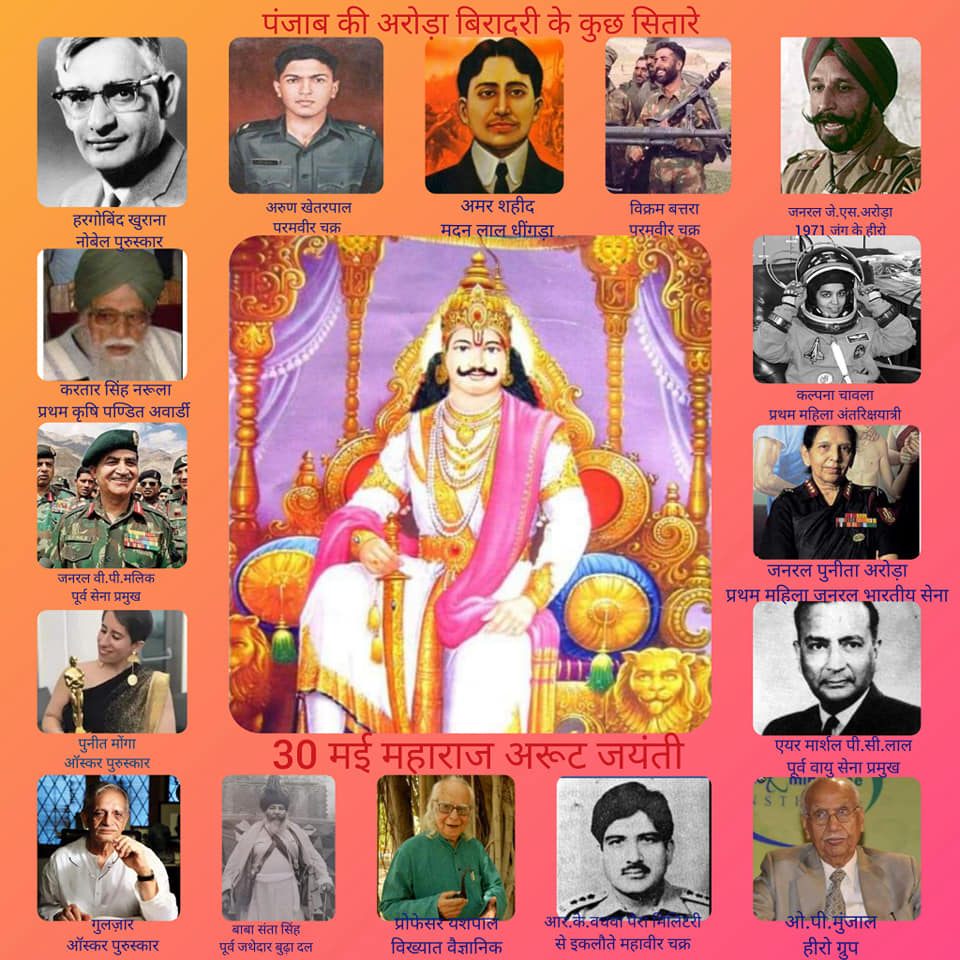 पंजाब की अरोड़ा बिरादरी के कुछ सितारे
हरगोबिंद खुराना
नोबेल पुरुस्कार
अरुण खेतरपाल
परमवीर चक्र
अमर शहीद
मदन लाल धींगड़ा
विक्रम बत्तरा
परमवीर चक्र
जनरल जे.एस.अरोड़ा
1971 जंग के हीरो
करतार सिंह नरूला
प्रथम कृषि पण्डित अवार्डी
कल्पना चावला
प्रथम महिला अंतरिक्षयात्री
जनरल वी.पी.मलिक
पूर्व सेना प्रमुख
जनरल पुनीता अरोड़ा
प्रथम महिला जनरल भारतीय सेना
पुनीत मोंगा
ऑस्कर पुरुस्कार
एयर मार्शल पी.सी.लाल
पूर्व वायु सेना प्रमुख
30 मई महाराज अरूट जयंती
गुलज़ार
ऑस्कर पुरुस्कार
बाबा संता सिंह
पूर्व जथेदार बुढ़ा दल
प्रोफेसर यशपाल
विख्यात वैज्ञानिक
आर.के.वधवा पैरा मिलिटरी
से इकलौते महावीर चक्र
ओ.पी.मुंजाल
हीरो ग्रुप